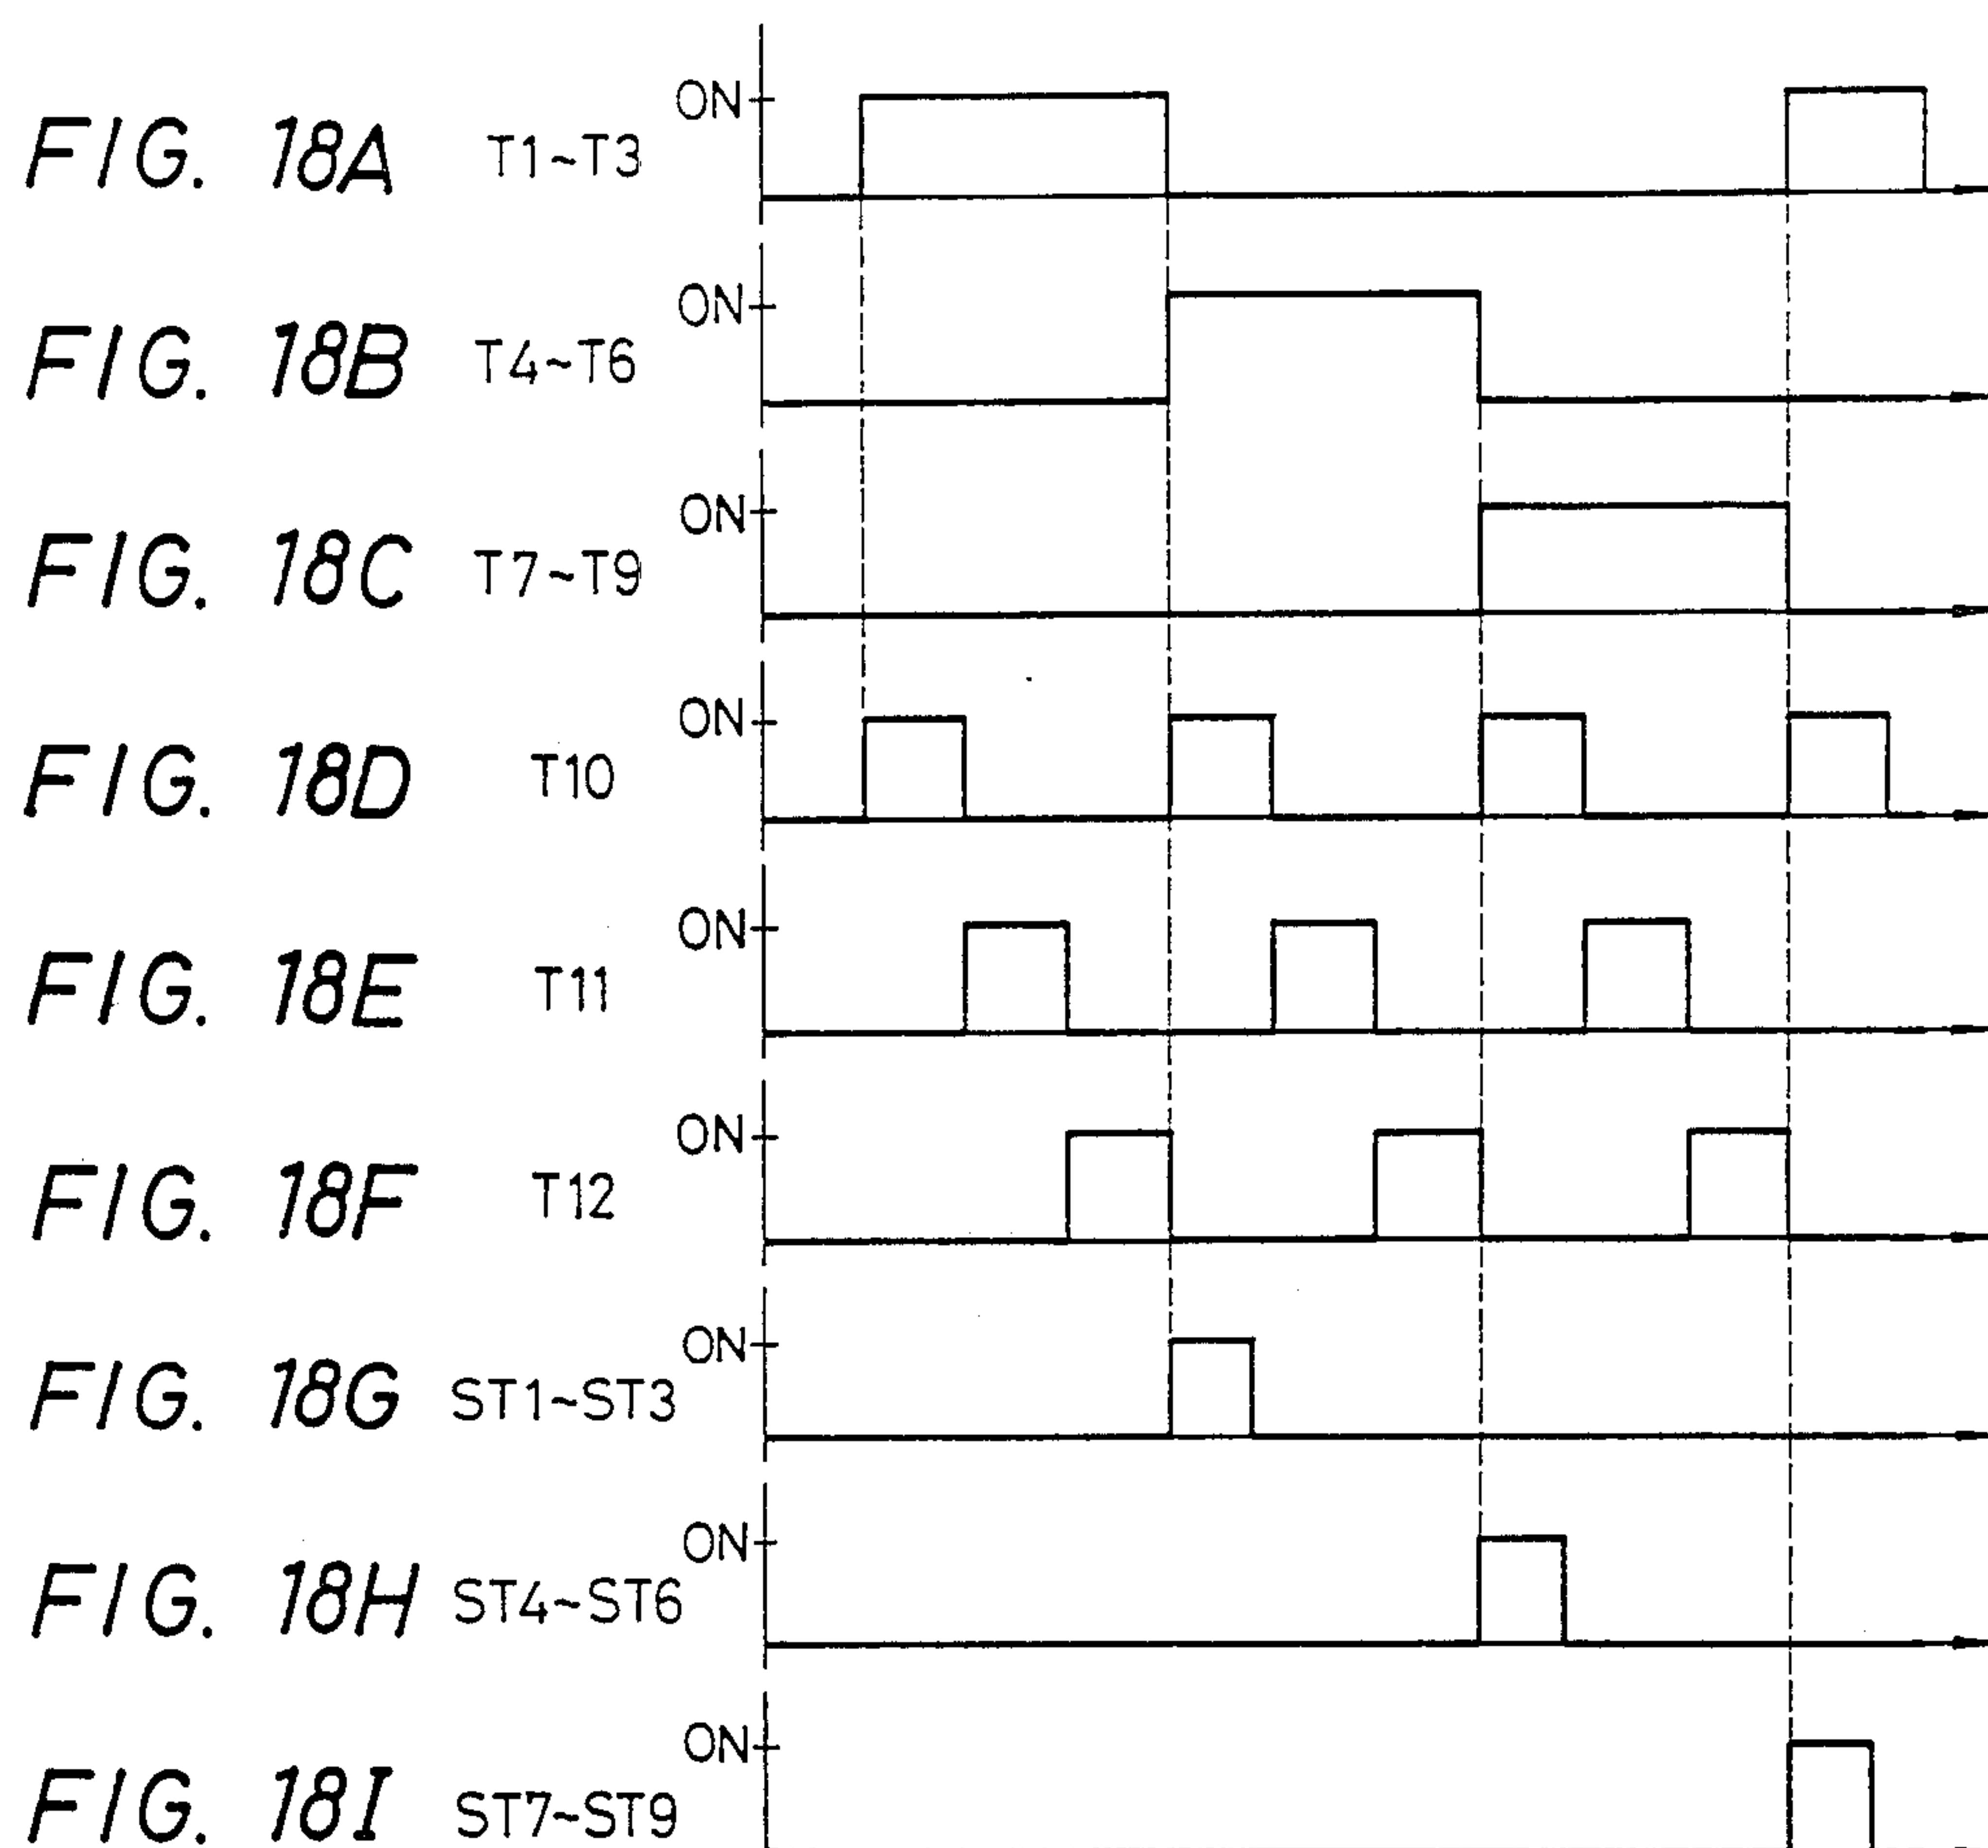 ON
FIG. 18A T1~T3
ON
FIG. 18B T4~T6
ON
FIG. 18C T7~T9
ON
FIG. 18D T10
ON
FIG. 18E T11
ON
FIG. 18F T12
ON
FIG. 18G ST1~ST3
ON
FIG. 18H ST4~ST6
ON
FIG. 18I ST7~ST9